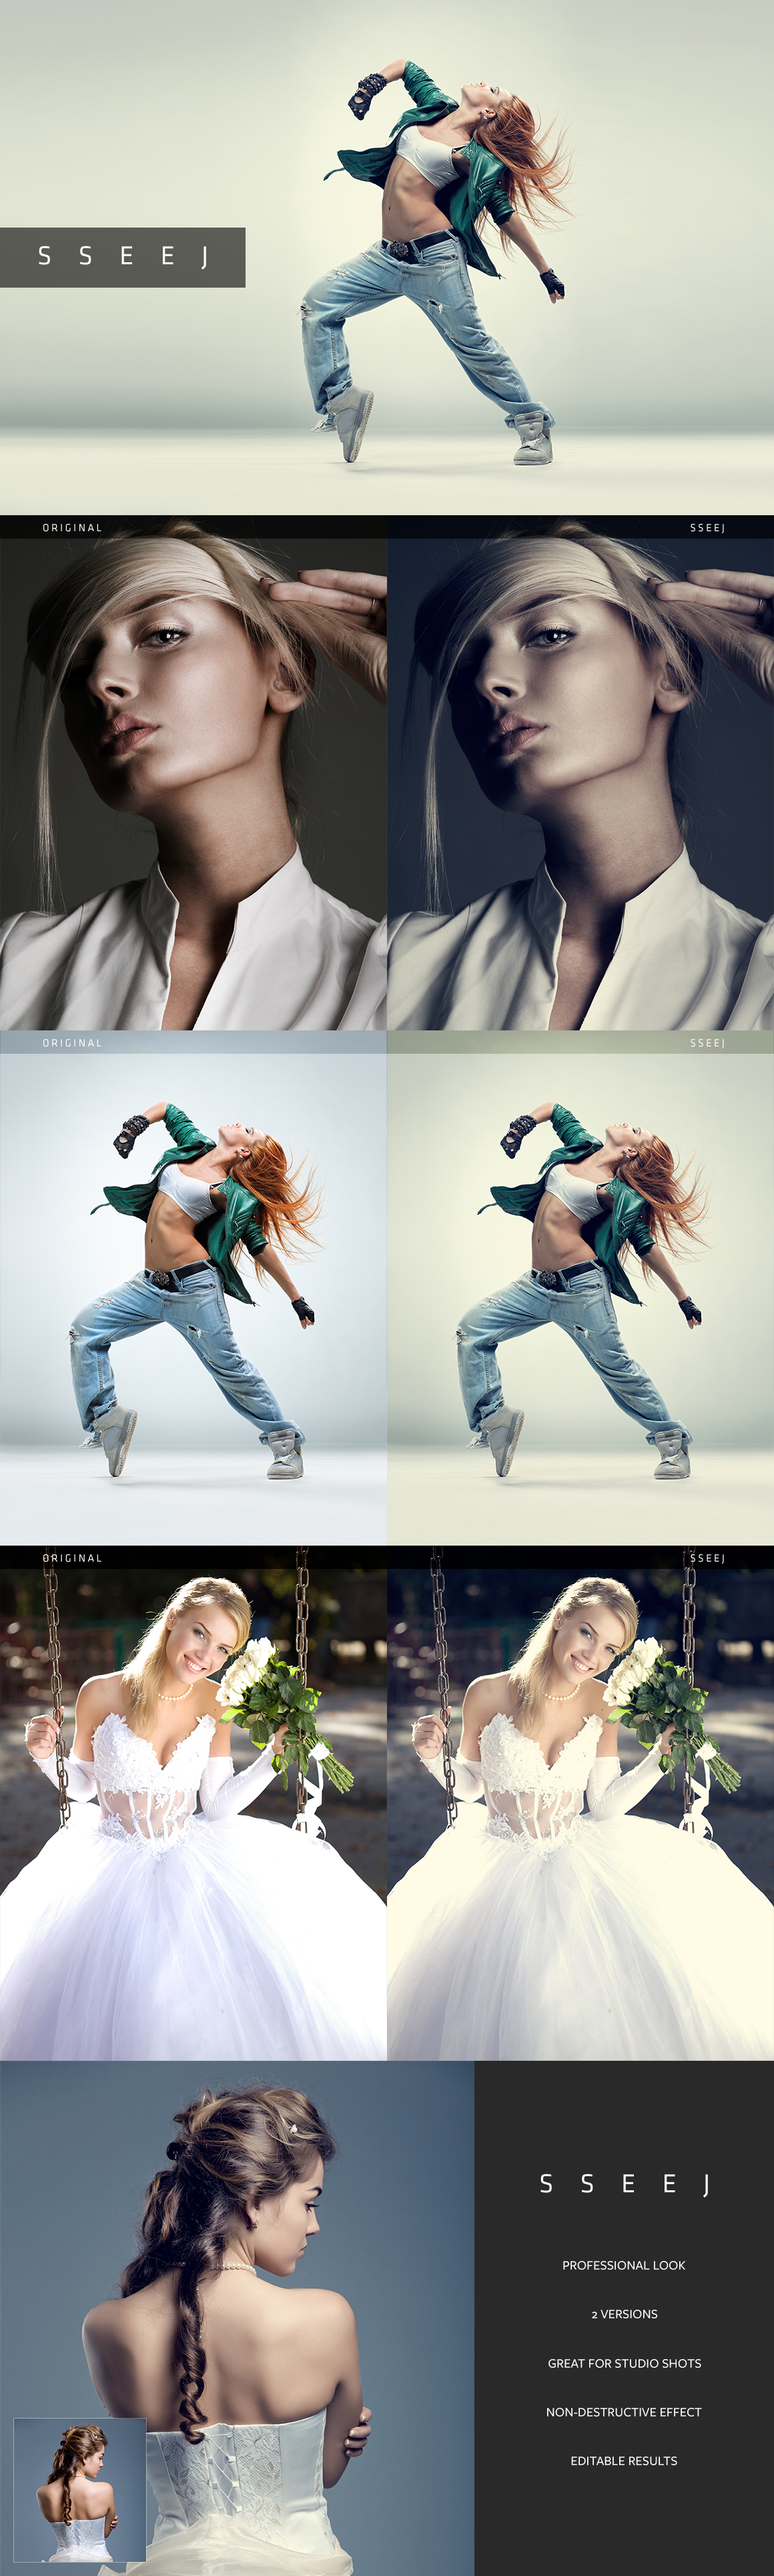 S S E E J
ORIGINAL
SSEEJ
ORIGINAL
SSEEJ
ORIGINAL
SSEEJ
S S E E J
PROFESSIONAL LOOK
2 VERSIONS
GREAT FOR STUDIO SHOTS
NON-DESTRUCTIVE EFFECT
EDITABLE RESULTS